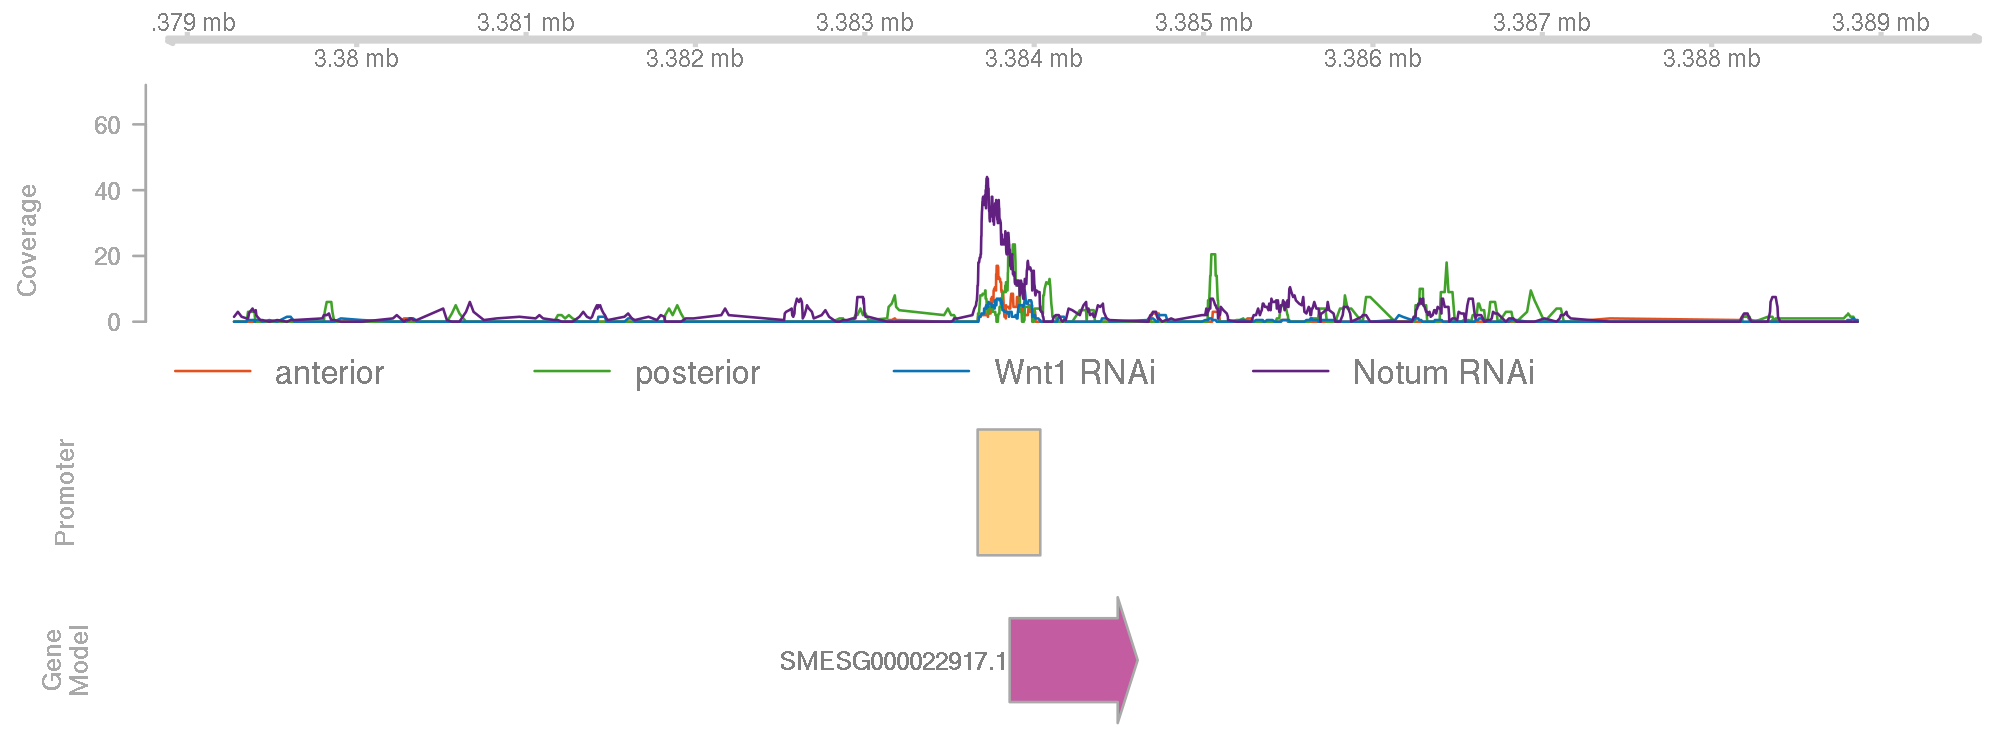 .379 mb 3.381 mb 3.383 mb 3.385 mb 3.387 mb 3.389 mb
3.38 mb 3.382 mb 3.384 mb 3.386 mb 3.388 mb
Coverage
60
40
20
0
anterior posterior Wnt1 RNAi Notum RNAi
Promoter
Gene
Model
SMESG000022917.1